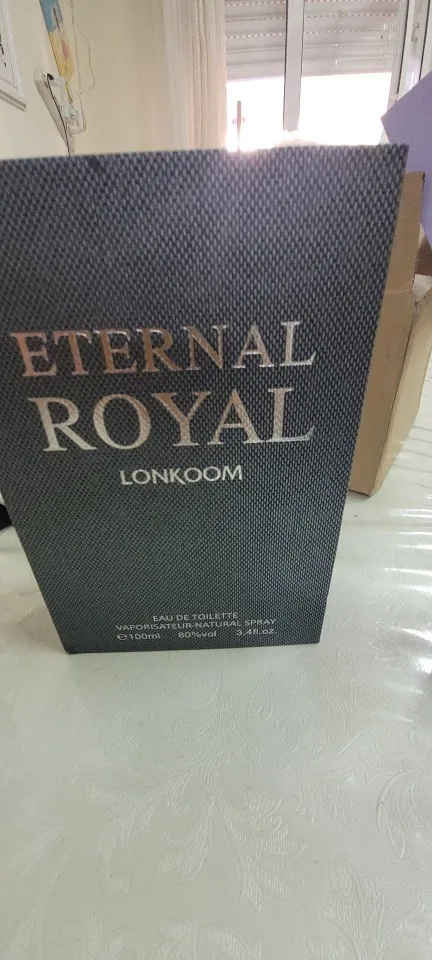 ETERNAL
ROYAL
LONKOOM
EAU DE TOILETTE
VAPORISATEUR-NATURAL SPRAY
℮100ml 80%vol 3.4fl.oz.